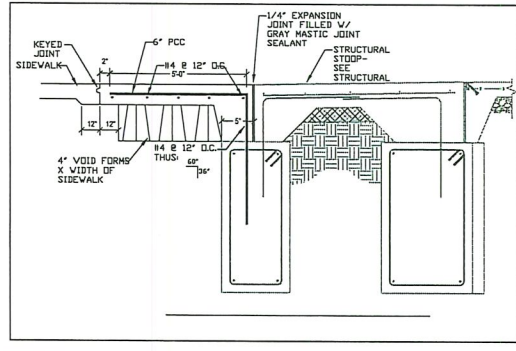 1/4" EXPANSION
JOINT FILLED W/
GRAY MASTIC JOINT
SEALANT
KEYED
JOINT
SIDEWALK
2"
6" PCC
#4 @ 12" O.C.
5'-0"
STRUCTURAL
STOOP-
SEE
STRUCTURAL
12"
12"
5"
4" VOID FORMS
X WIDTH OF
SIDEWALK
#4 @ 12" O.C.
THUS:
60"
36"